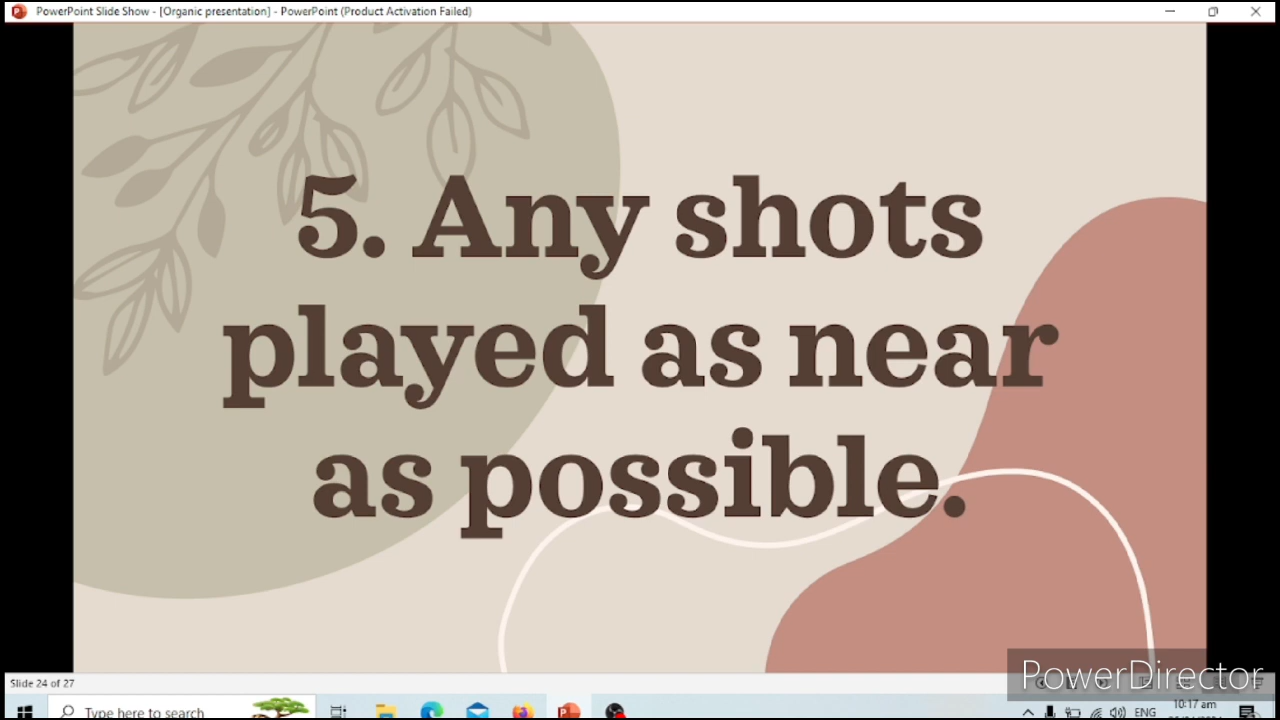 PowerPoint Slide Show - [Organic presentation] - PowerPoint (Product Activation Failed)
5. Any shots
played as near
as possible.
PowerDirector
Slide 24 of 27
Type here to search
ENG
10:17 am